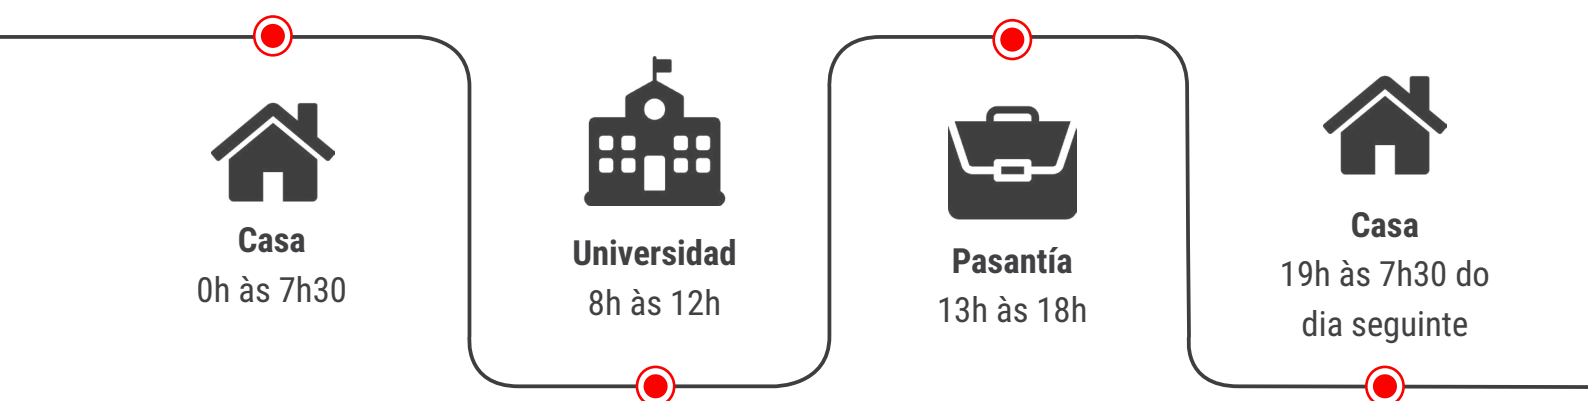 Casa
0h às 7h30
Universidad
8h às 12h
Pasantía
13h às 18h
Casa
19h às 7h30 do
dia seguinte